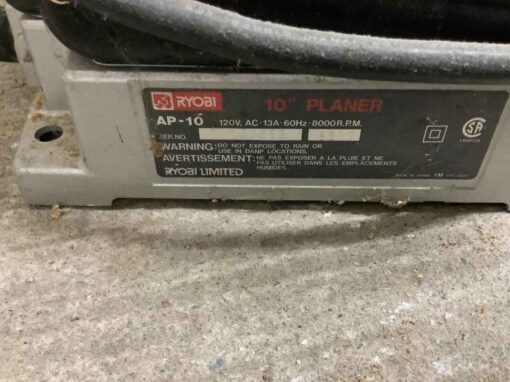 RYOBI 10" PLANER
AP-10 120V. AC·13A·60Hz·8000R.P.M.
SER NO.
WARNING: DO NOT EXPOSE TO RAIN OR
USE IN DANP LOCATIONS.
AVERTISSEMENT: NE PAS EXPOSER A LA PLUIE ET NE
PAS UTILISER DANS LES EMPLACEMENTS
HUMIDES.
RYOBI LIMITED
MADE IN JAPAN YM